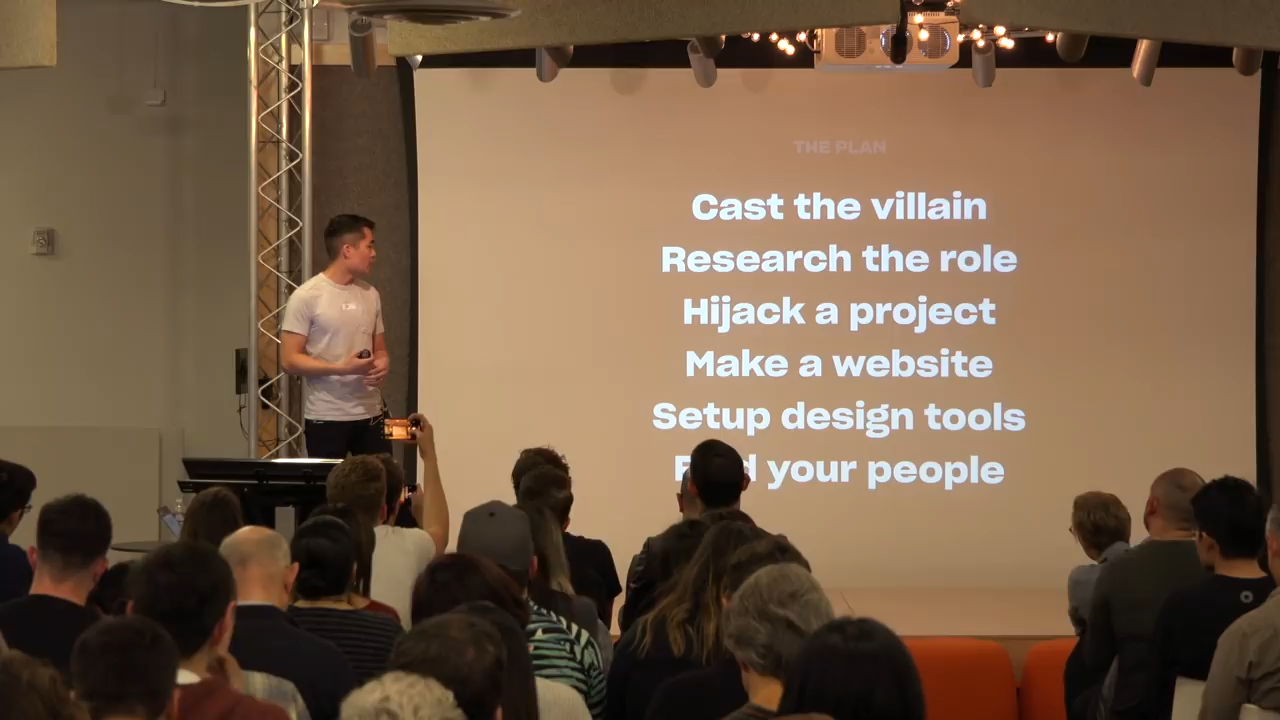 THE PLAN
Cast the villain
Research the role
Hijack a project
Make a website
Setup design tools
your people